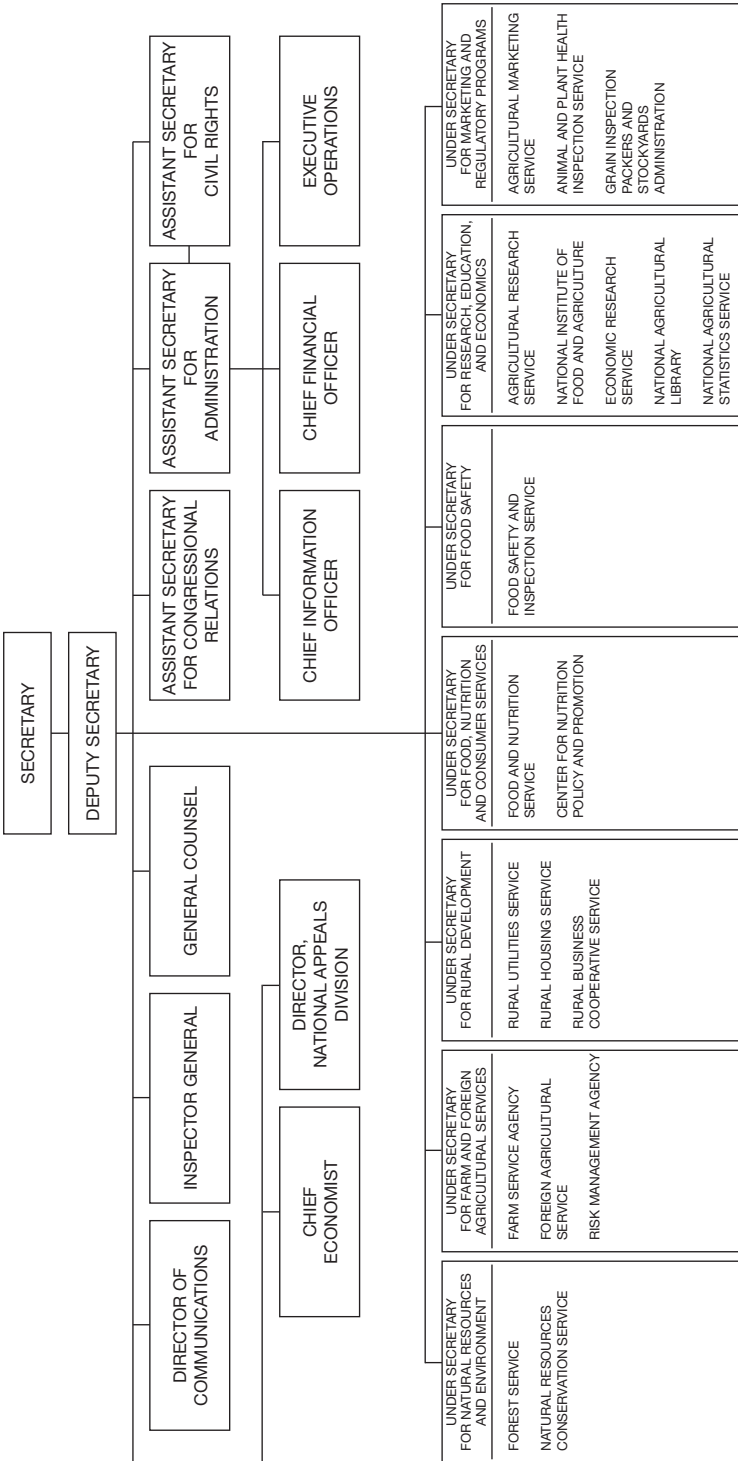 SECRETARY
DEPUTY SECRETARY
DIRECTOR OF
COMMUNICATIONS
INSPECTOR GENERAL
GENERAL COUNSEL
ASSISTANT SECRETARY
FOR CONGRESSIONAL
RELATIONS
ASSISTANT SECRETARY
FOR
ADMINISTRATION
ASSISTANT SECRETARY
FOR
CIVIL RIGHTS
CHIEF
ECONOMIST
DIRECTOR,
NATIONAL APPEALS
DIVISION
CHIEF INFORMATION
OFFICER
CHIEF FINANCIAL
OFFICER
EXECUTIVE
OPERATIONS
UNDER SECRETARY
FOR NATURAL RESOURCES
AND ENVIRONMENT
FOREST SERVICE
NATURAL RESOURCES
CONSERVATION SERVICE
UNDER SECRETARY
FOR FARM AND FOREIGN
AGRICULTURAL SERVICES
FARM SERVICE AGENCY
FOREIGN AGRICULTURAL
SERVICE
RISK MANAGEMENT AGENCY
UNDER SECRETARY
FOR RURAL DEVELOPMENT
RURAL UTILITIES SERVICE
RURAL HOUSING SERVICE
RURAL BUSINESS
COOPERATIVE SERVICE
UNDER SECRETARY
FOR FOOD, NUTRITION
AND CONSUMER SERVICES
FOOD AND NUTRITION
SERVICE
CENTER FOR NUTRITION
POLICY AND PROMOTION
UNDER SECRETARY
FOR FOOD SAFETY
FOOD SAFETY AND
INSPECTION SERVICE
UNDER SECRETARY
FOR RESEARCH, EDUCATION,
AND ECONOMICS
AGRICULTURAL RESEARCH
SERVICE
NATIONAL INSTITUTE OF
FOOD AND AGRICULTURE
ECONOMIC RESEARCH
SERVICE
NATIONAL AGRICULTURAL
LIBRARY
NATIONAL AGRICULTURAL
STATISTICS SERVICE
UNDER SECRETARY
FOR MARKETING AND
REGULATORY PROGRAMS
AGRICULTURAL MARKETING
SERVICE
ANIMAL AND PLANT HEALTH
INSPECTION SERVICE
GRAIN INSPECTION
PACKERS AND
STOCKYARDS
ADMINISTRATION